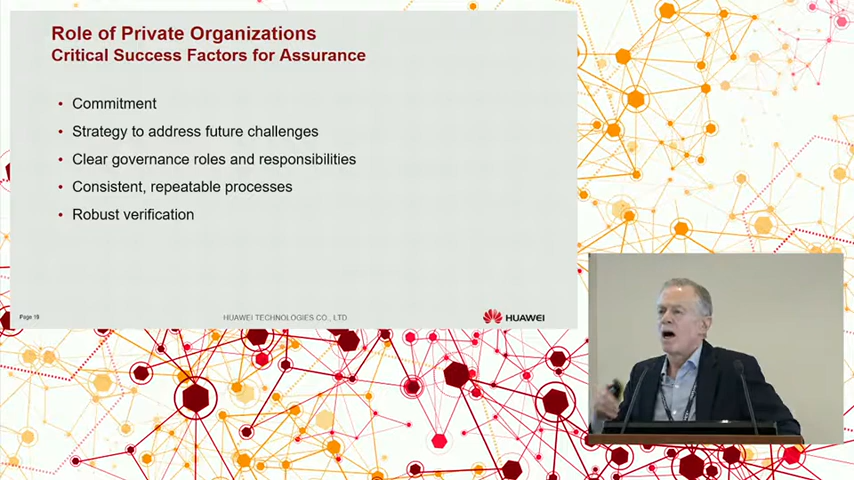 Role of Private Organizations
Critical Success Factors for Assurance
• Commitment
• Strategy to address future challenges
• Clear governance roles and responsibilities
• Consistent, repeatable processes
• Robust verification
Page 19
HUAWEI TECHNOLOGIES CO., LTD.
HUAWEI